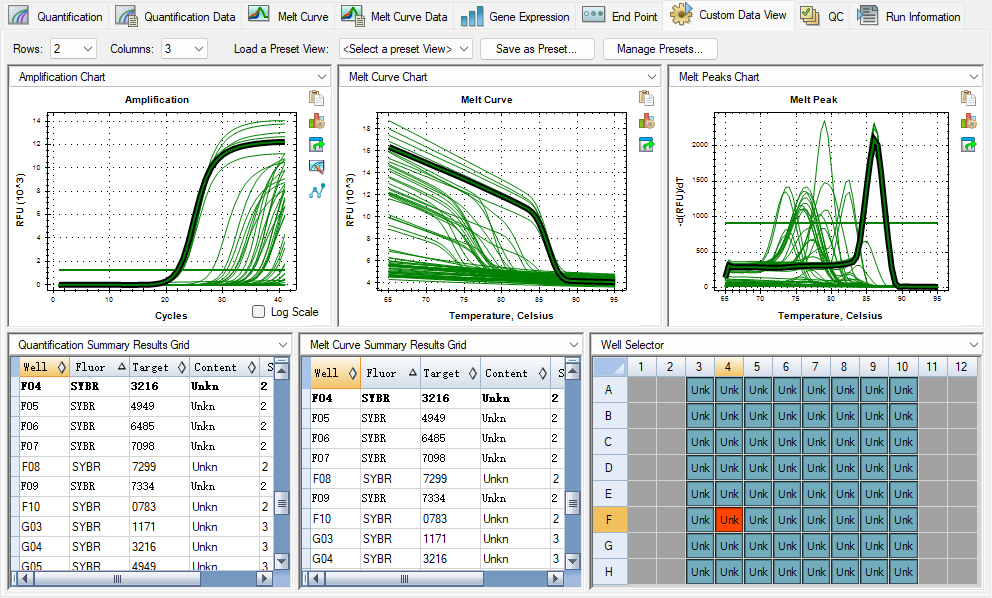 Quantification Quantification Data Melt Curve Melt Curve Data Gene Expression End Point Custom Data View QC Run Infomation
Rows: 2 Columns: 3 Load a Preset View: <Select a preset View> Save as Preset... Manage Presets...
Amplification Chart
Amplification
14
12
10
8
6
4
2
0
RFU (10^3)
0 10 20 30 40
Cycles
Log Scale
Melt Curve Chart
Melt Curve
18
16
14
12
10
8
6
4
RFU (10^3)
65 70 75 80 85 90 95
Temperature, Celsius
Melt Peaks Chart
Melt Peak
2000
1500
1000
500
0
-d(RFU)/dT
65 70 75 80 85 90 95
Temperature, Celsius
Quantification Summary Results Grid
Well Fluor Target Content S
F04 SYBR 3216 Unkn 2
F05 SYBR 4949 Unkn 2
F06 SYBR 6485 Unkn 2
F07 SYBR 7098 Unkn 2
F08 SYBR 7299 Unkn 2
F09 SYBR 7334 Unkn 2
F10 SYBR 0783 Unkn 2
G03 SYBR 1171 Unkn 3
G04 SYBR 3216 Unkn 3
G05 SYBR 4949 Unkn 3
Melt Curve Summary Results Grid
Well Fluor Target Content S
F04 SYBR 3216 Unkn 2
F05 SYBR 4949 Unkn 2
F06 SYBR 6485 Unkn 2
F07 SYBR 7098 Unkn 2
F08 SYBR 7299 Unkn 2
F09 SYBR 7334 Unkn 2
F10 SYBR 0783 Unkn 2
G03 SYBR 1171 Unkn 3
G04 SYBR 3216 Unkn 3
Well Selector
1 2 3 4 5 6 7 8 9 10 11 12
A Unk Unk Unk Unk Unk Unk Unk Unk
B Unk Unk Unk Unk Unk Unk Unk Unk
C Unk Unk Unk Unk Unk Unk Unk Unk
D Unk Unk Unk Unk Unk Unk Unk Unk
E Unk Unk Unk Unk Unk Unk Unk Unk
F Unk Unk Unk Unk Unk Unk Unk Unk
G Unk Unk Unk Unk Unk Unk Unk Unk
H Unk Unk Unk Unk Unk Unk Unk Unk